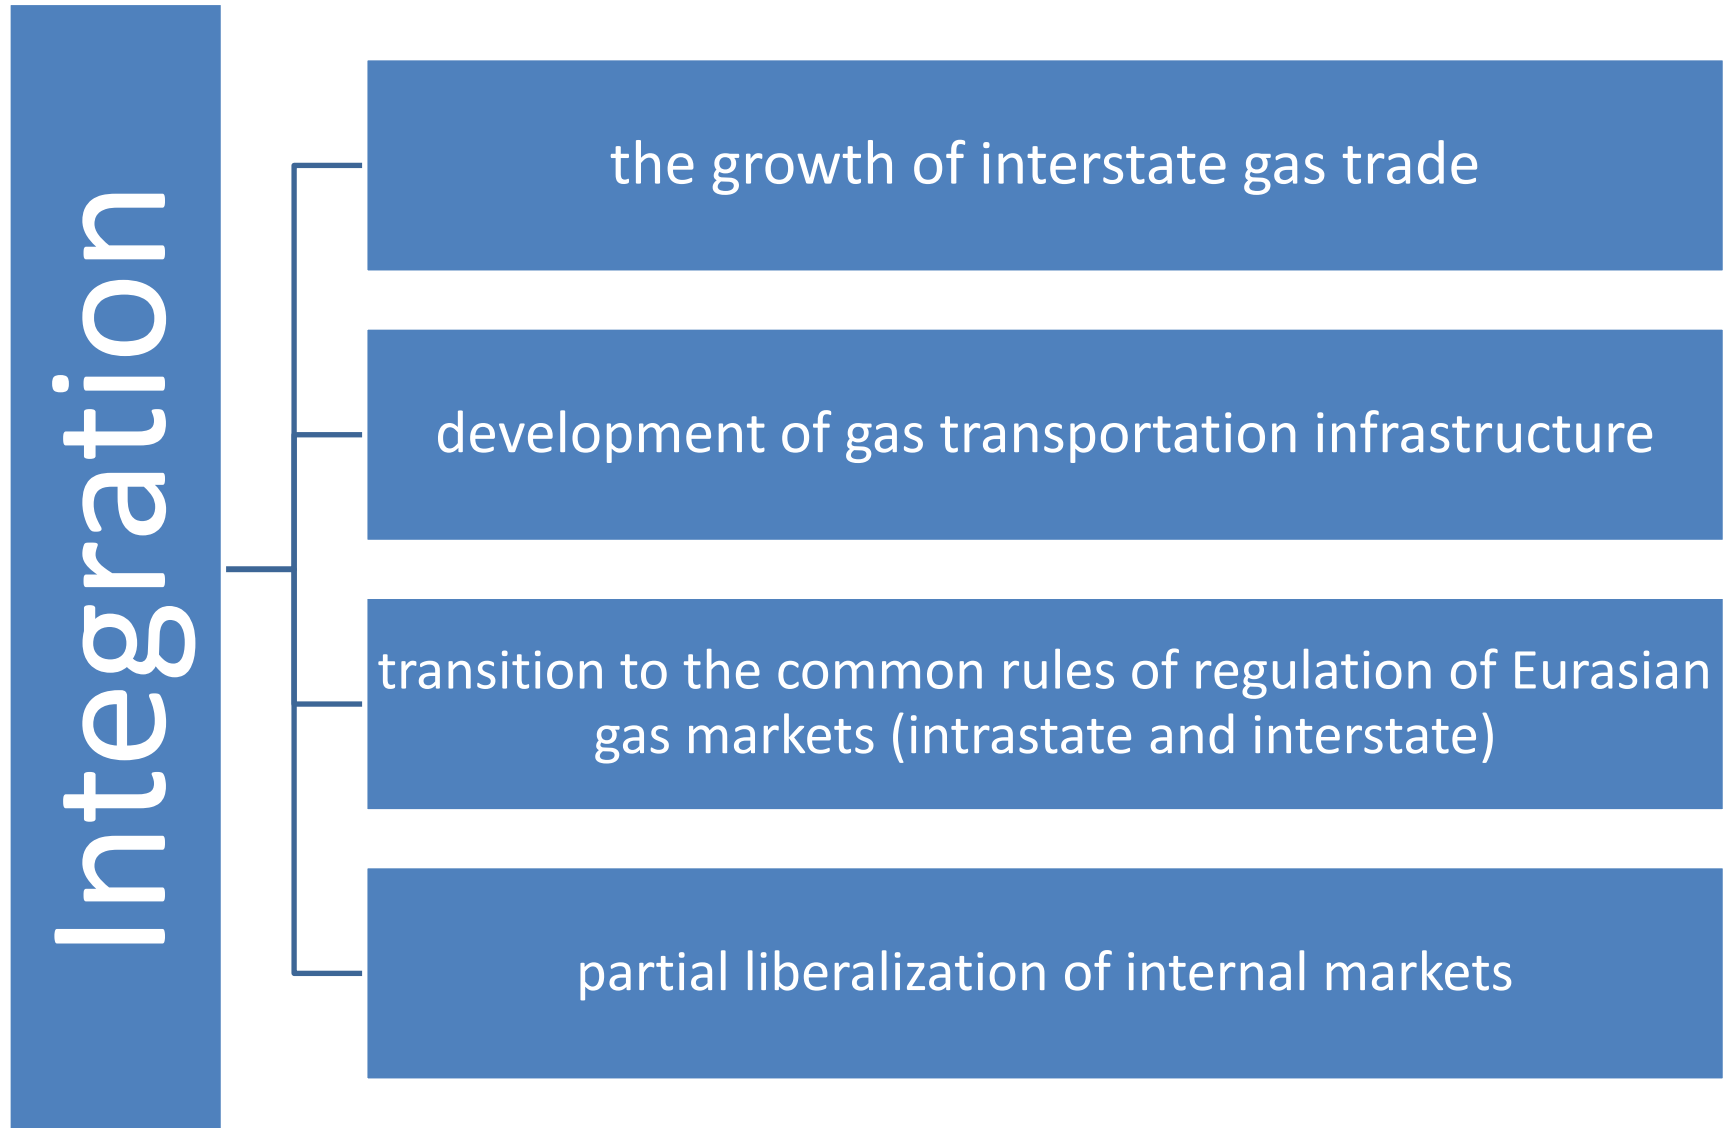 Integration
the growth of interstate gas trade
development of gas transportation infrastructure
transition to the common rules of regulation of Eurasian
gas markets (intrastate and interstate)
partial liberalization of internal markets